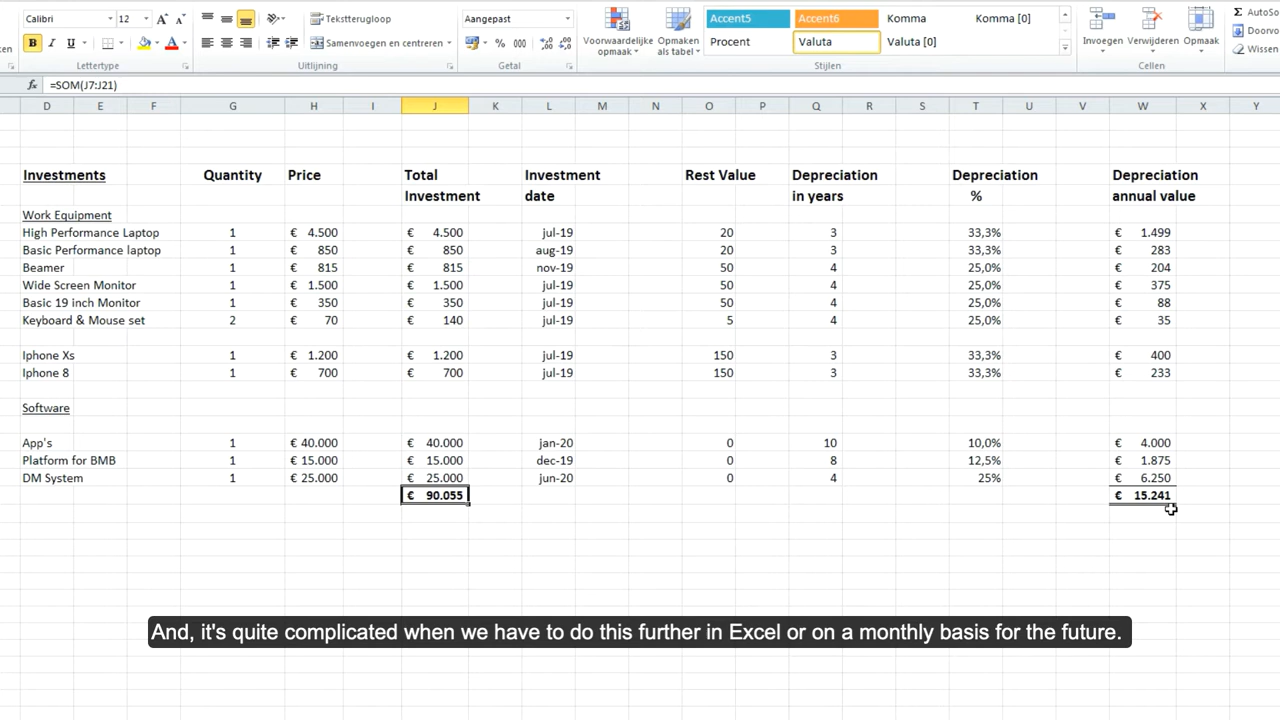 Calibri 12 A A Tekstterugloop Aangepast Accent5 Accent6 Komma Komma [0] Σ AutoSo
B I U A Samenvoegen en centreren % 000 Voorwaardelijke opmaak Opmaken als tabel Procent Valuta Valuta [0] Invoegen Verwijderen Opmaak Doorvo
Wissen
Lettertype Uitlijning Getal Stijlen Cellen
fx =SOM(J7:J21)
D E F G H I J K L M N O P Q R S T U V W X Y
Investments Quantity Price Total Investment Rest Value Depreciation Depreciation Depreciation
Investment date in years % annual value
Work Equipment
High Performance Laptop 1 € 4.500 € 4.500 jul-19 20 3 33,3% € 1.499
Basic Performance laptop 1 € 850 € 850 aug-19 20 3 33,3% € 283
Beamer 1 € 815 € 815 nov-19 50 4 25,0% € 204
Wide Screen Monitor 1 € 1.500 € 1.500 jul-19 50 4 25,0% € 375
Basic 19 inch Monitor 1 € 350 € 350 jul-19 50 4 25,0% € 88
Keyboard & Mouse set 2 € 70 € 140 jul-19 5 4 25,0% € 35
Iphone Xs 1 € 1.200 € 1.200 jul-19 150 3 33,3% € 400
Iphone 8 1 € 700 € 700 jul-19 150 3 33,3% € 233
Software
App's 1 € 40.000 € 40.000 jan-20 0 10 10,0% € 4.000
Platform for BMB 1 € 15.000 € 15.000 dec-19 0 8 12,5% € 1.875
DM System 1 € 25.000 € 25.000 jun-20 0 4 25% € 6.250
€ 90.055 € 15.241
And, it's quite complicated when we have to do this further in Excel or on a monthly basis for the future.